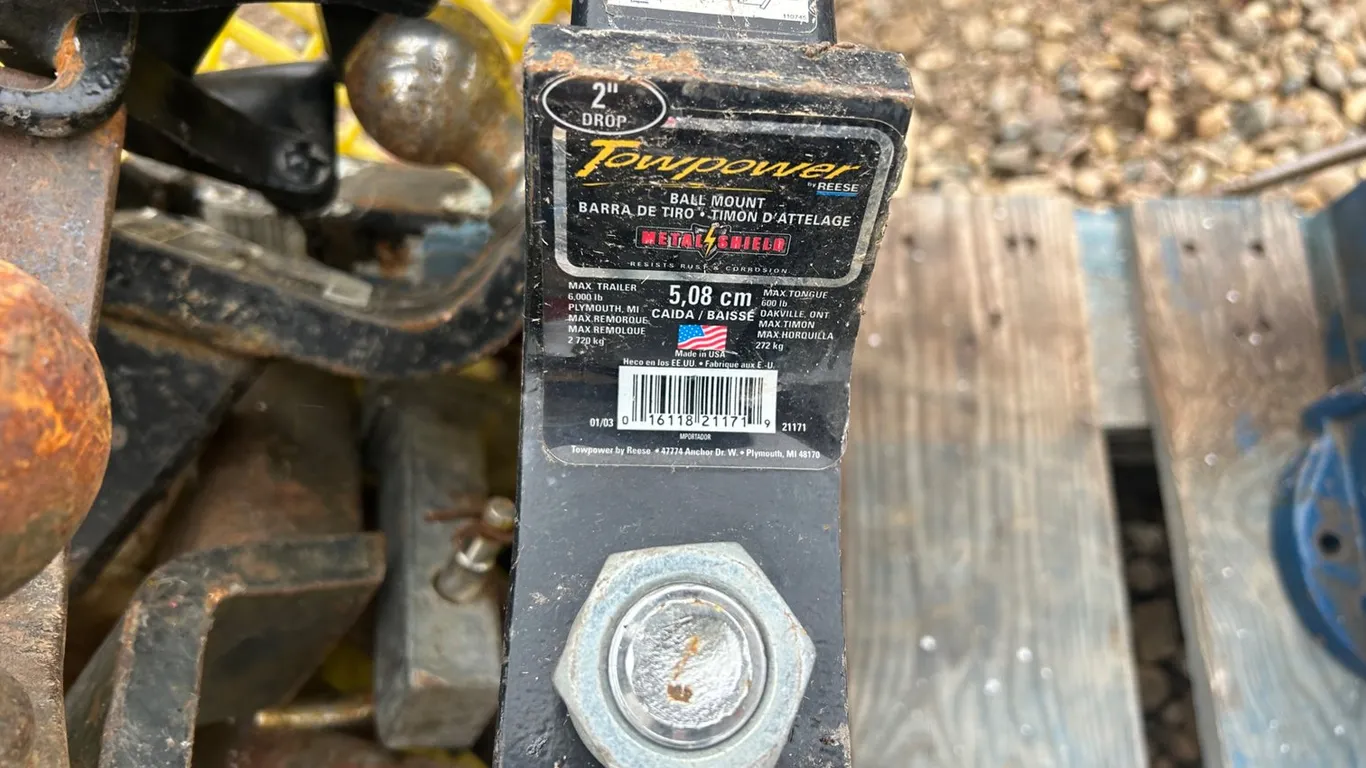 110745
2"
DROP
Towpower
by REESE
BALL MOUNT
BARRA DE TIRO • TIMON D'ATTELAGE
METAL SHIELD
RESISTS RUST & CORROSION
MAX. TRAILER
6,000 lb
PLYMOUTH, MI
MAX.REMORQUE
MAX.REMOLQUE
2 720 kg
5,08 cm
CAIDA / BAISSÉ
MAX.TONGUE
600 lb
OAKVILLE, ONT
MAX.TIMON
MAX.HORQUILLA
272 kg
Made in USA
Heco en los EE.UU. • Fabrique aux E.-U.
01/03
0 16118 21171 9
21171
IMPORTADOR
Towpower by Reese • 47774 Anchor Dr. W. • Plymouth, MI 48170